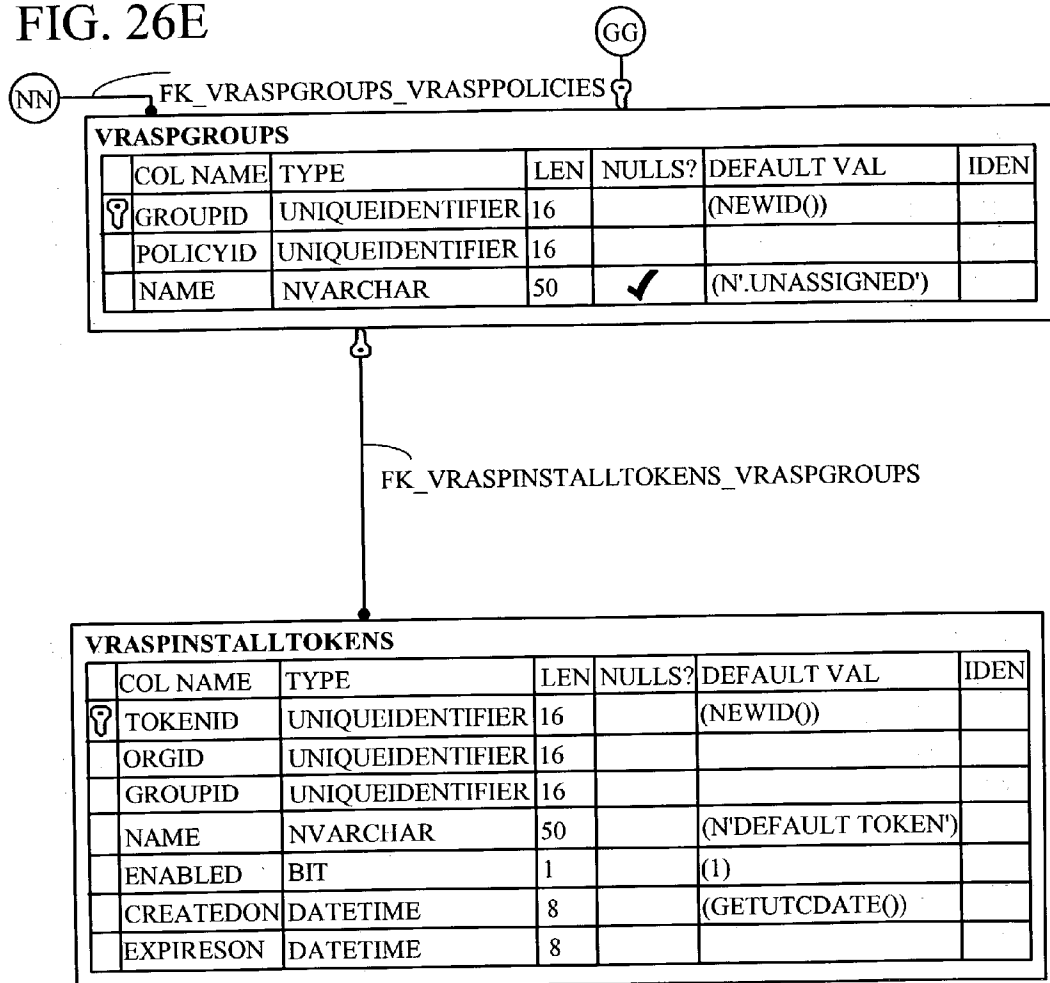 FIG. 26E
GG
NN
FK_VRASPGROUPS_VRASPPOLICIES
VRASPGROUPS
COL NAME TYPE LEN NULLS? DEFAULT VAL IDEN
GROUPID UNIQUEIDENTIFIER 16 (NEWID())
POLICYID UNIQUEIDENTIFIER 16
NAME NVARCHAR 50 ✓ (N'.UNASSIGNED')
FK_VRASPINSTALLTOKENS_VRASPGROUPS
VRASPINSTALLTOKENS
COL NAME TYPE LEN NULLS? DEFAULT VAL IDEN
TOKENID UNIQUEIDENTIFIER 16 (NEWID())
ORGID UNIQUEIDENTIFIER 16
GROUPID UNIQUEIDENTIFIER 16
NAME NVARCHAR 50 (N'DEFAULT TOKEN')
ENABLED BIT 1 (1)
CREATEDON DATETIME 8 (GETUTCDATE())
EXPIRESON DATETIME 8